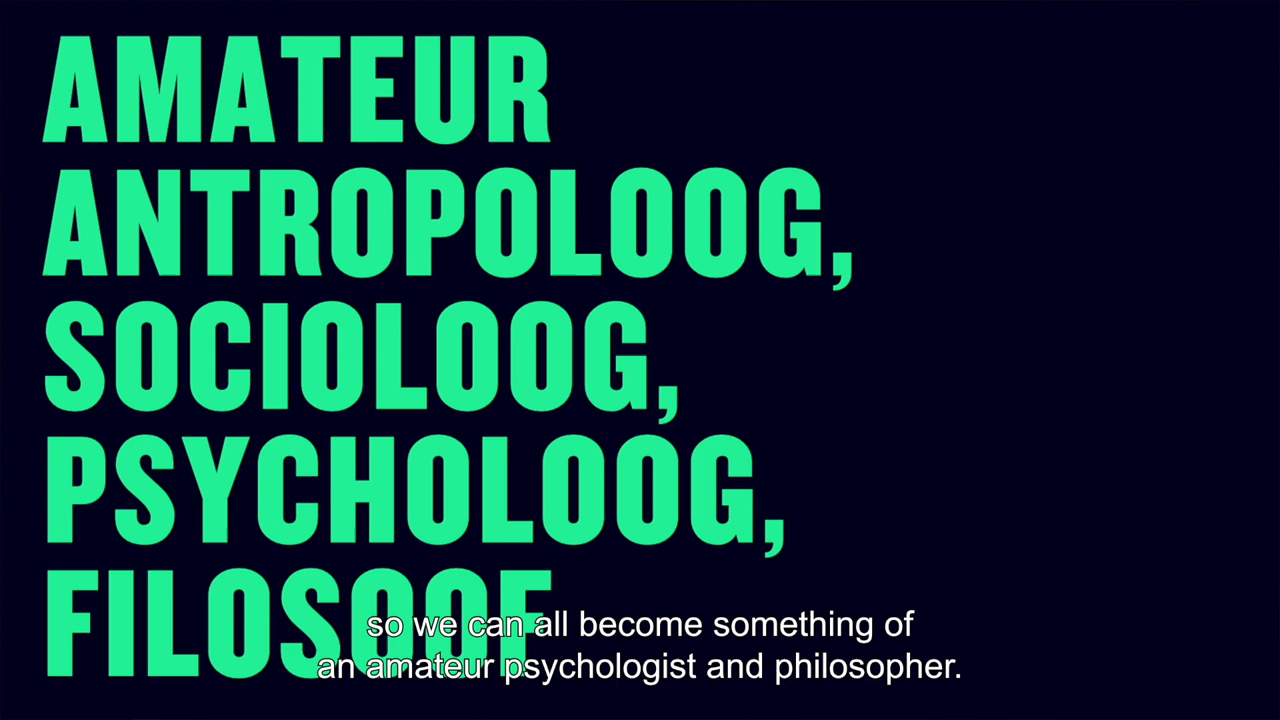 AMATEUR
ANTROPOLOOG,
SOCIOLOOG,
PSYCHOLOOG,
FILOSOOF
so we can all become something of
an amateur psychologist and philosopher.